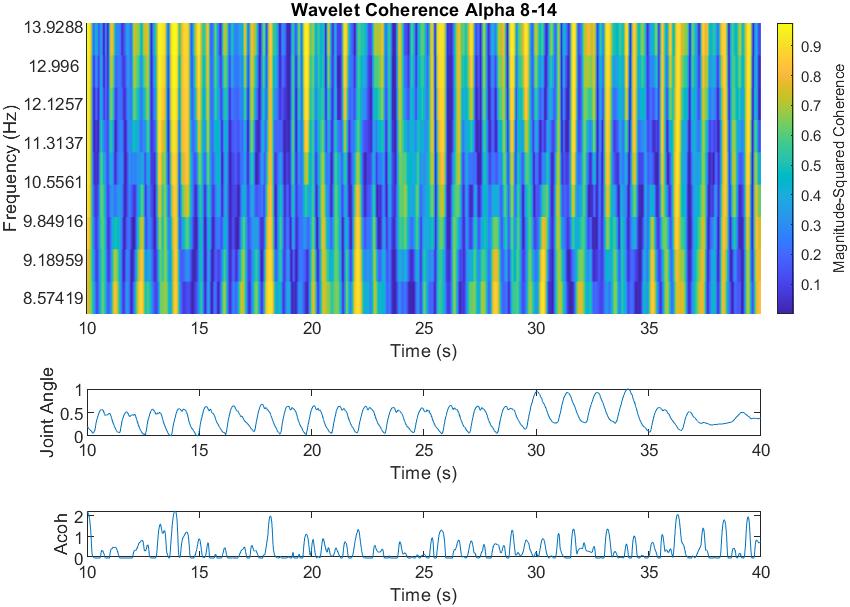 Wavelet Coherence Alpha 8-14
13.9288
12.996
12.1257
11.3137
10.5561
9.84916
9.18959
8.57419
Frequency (Hz)
10 15 20 25 30 35
Time (s)
0.9
0.8
0.7
0.6
0.5
0.4
0.3
0.2
0.1
Magnitude-Squared Coherence
Joint Angle
1
0.5
0
10 15 20 25 30 35 40
Time (s)
Acoh
2
1
0
10 15 20 25 30 35 40
Time (s)